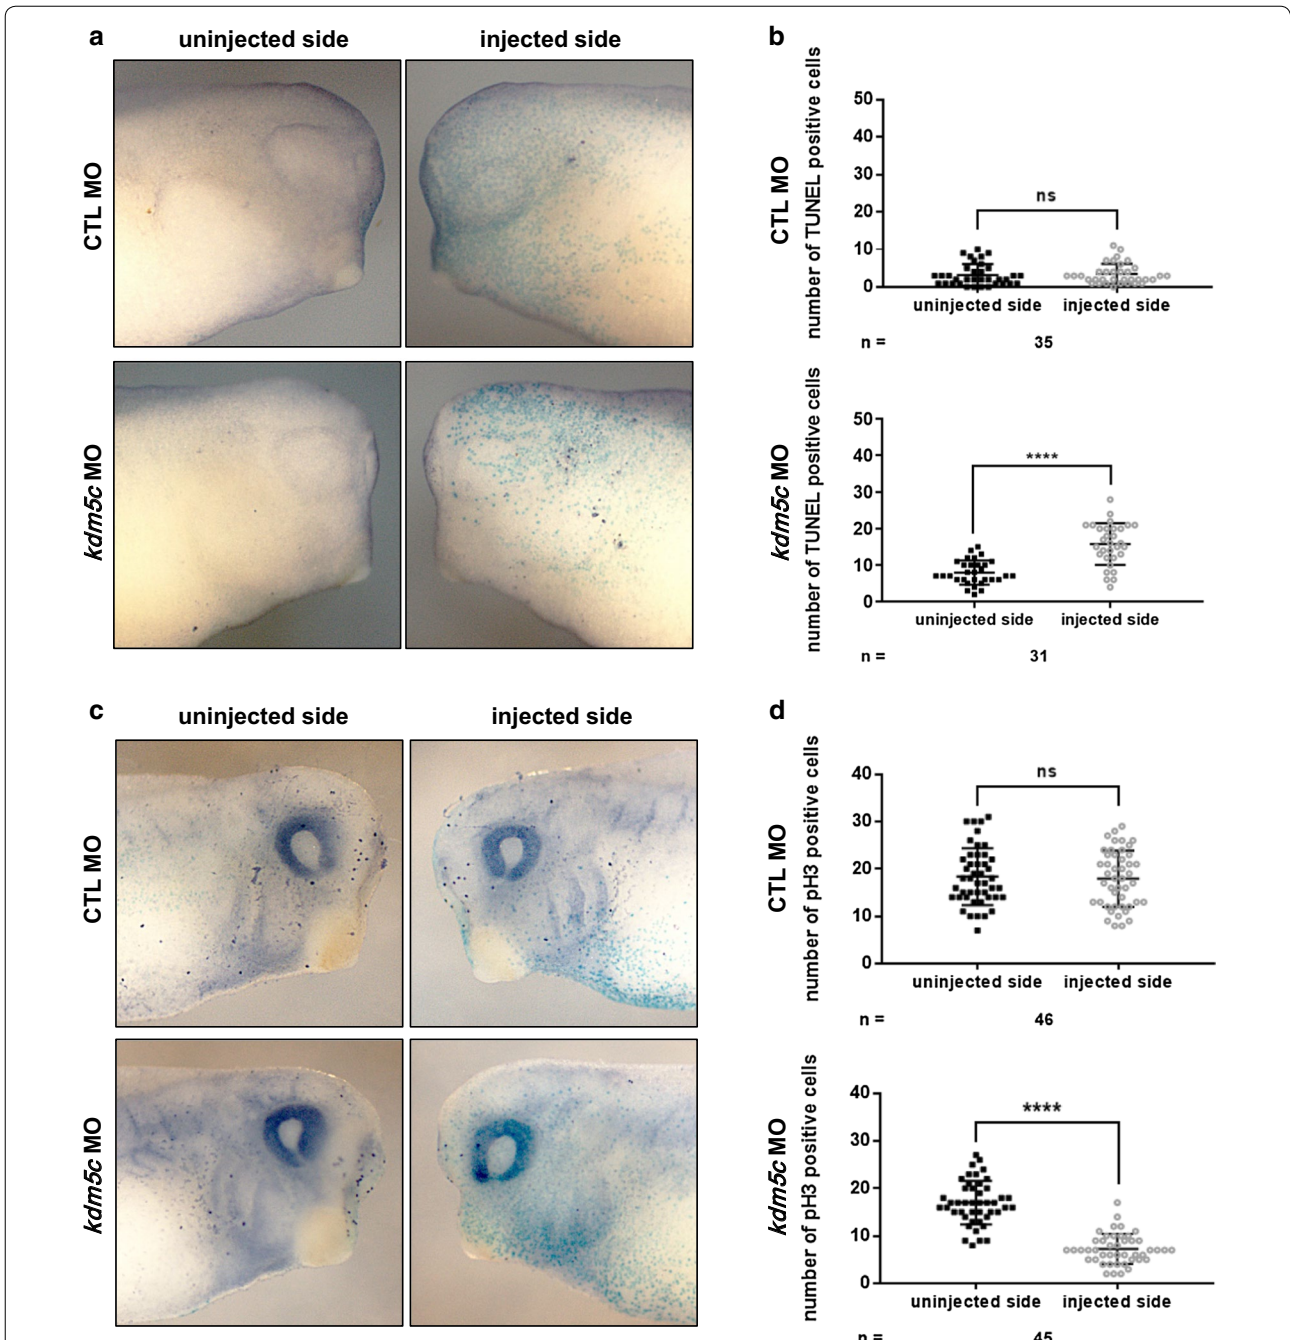 a
uninjected side injected side
CTL MO
kdm5c MO
b
CTL MO
number of TUNEL positive cells
50
40
30
20
10
0
ns
uninjected side injected side
n = 35
kdm5c MO
number of TUNEL positive cells
50
40
30
20
10
0
****
uninjected side injected side
n = 31
c
uninjected side injected side
CTL MO
kdm5c MO
d
CTL MO
number of pH3 positive cells
40
30
20
10
0
ns
uninjected side injected side
n = 46
kdm5c MO
number of pH3 positive cells
40
30
20
10
0
****
uninjected side injected side
n = 45